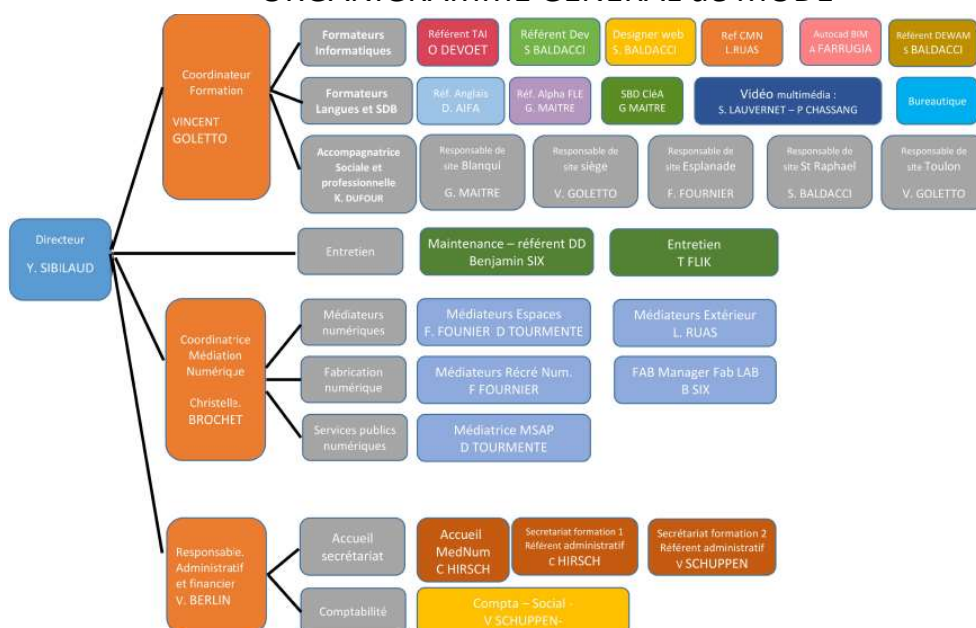 ORGANIGRAMME GENERAL du MODE
Formateurs
Informatiques
Référent TAI
O DEVOET
Référent Dev
S BALDACCI
Designer web
S. BALDACCI
Ref CMN
L.RUAS
Autocad BIM
A FARRUGIA
Référent DEWAM
S BALDACCI
Coordinateur
Formation
VINCENT
GOLETTO
Formateurs
Langues et SDB
Réf. Anglais
D. AIFA
Réf. Alpha FLE
G. MAITRE
SBD CléA
G MAITRE
Vidéo multimédia :
S. LAUVERNET – P CHASSANG
Bureautique
Accompagnatrice
Sociale et
professionnelle
K. DUFOUR
Responsable de
site Blanqui
G. MAITRE
Responsable de
site siège
V. GOLETTO
Responsable de
site Esplanade
F. FOURNIER
Responsable de
site St Raphael
S. BALDACCI
Responsable de
site Toulon
V. GOLETTO
Directeur
Y. SIBILAUD
Entretien
Maintenance – référent DD
Benjamin SIX
Entretien
T FLIK
Coordinatrice
Médiation
Numérique
Christelle.
BROCHET
Médiateurs
numériques
Médiateurs Espaces
F. FOUNIER D TOURMENTE
Médiateurs Extérieur
L. RUAS
Fabrication
numérique
Médiateurs Récré Num.
F FOURNIER
FAB Manager Fab LAB
B SIX
Services publics
numériques
Médiatrice MSAP
D TOURMENTE
Responsable.
Administratif
et financier
V. BERLIN
Accueil
secrétariat
Accueil
MedNum
C HIRSCH
Secretariat formation 1
Référent administratif
C HIRSCH
Secrétariat formation 2
Référent administratif
V SCHUPPEN
Comptabilité
Compta – Social -
V SCHUPPEN-